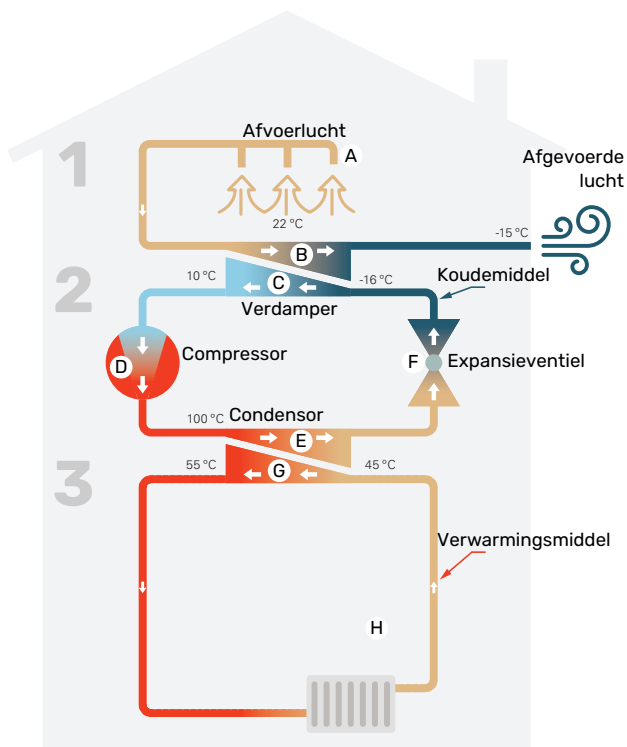 1
Afvoerlucht
A
Afgevoerde
lucht
22 °C
-15 °C
B
2
10 °C
C
-16 °C
Koudemiddel
Verdamper
D
Compressor
F
Expansieventiel
100 °C
Condensor
E
3
55 °C
G
45 °C
Verwarmingsmiddel
H